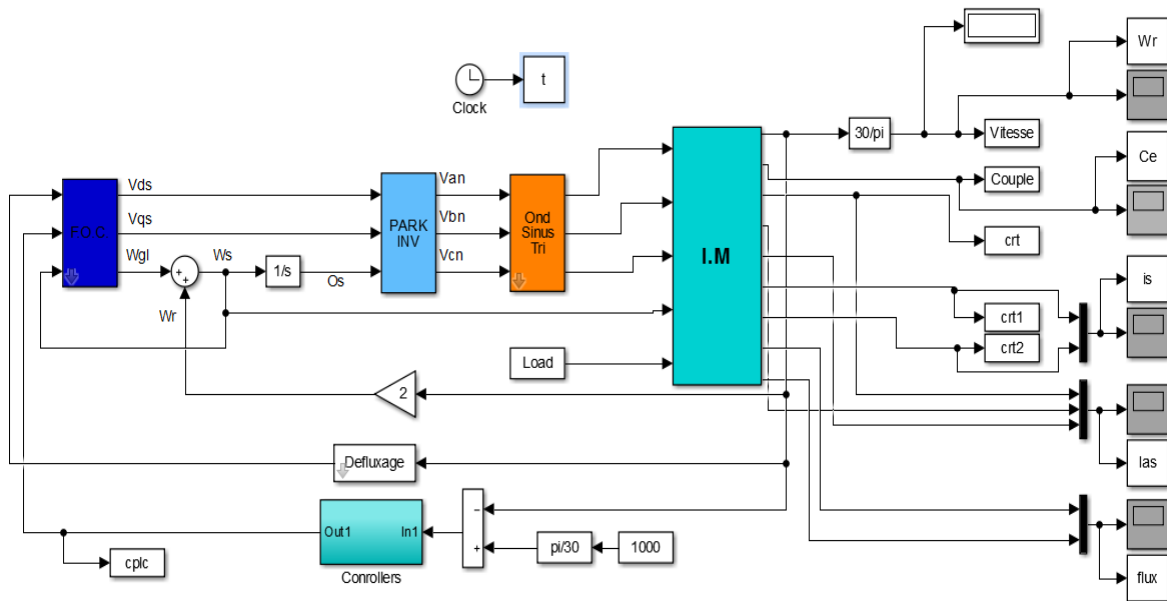 Wr
t
Clock
30/pi
Vitesse
Ce
Couple
Vds
Van
F.O.C
Vqs
PARK
INV
Vbn
Ond
Sinus
Tri
I.M
crt
Wgl
Ws
Vcn
+
+
1/s
Os
is
Wr
crt1
crt2
Load
2
Defluxage
Ias
Out1
In1
−
+
pi/30
1000
cplc
Conrollers
flux